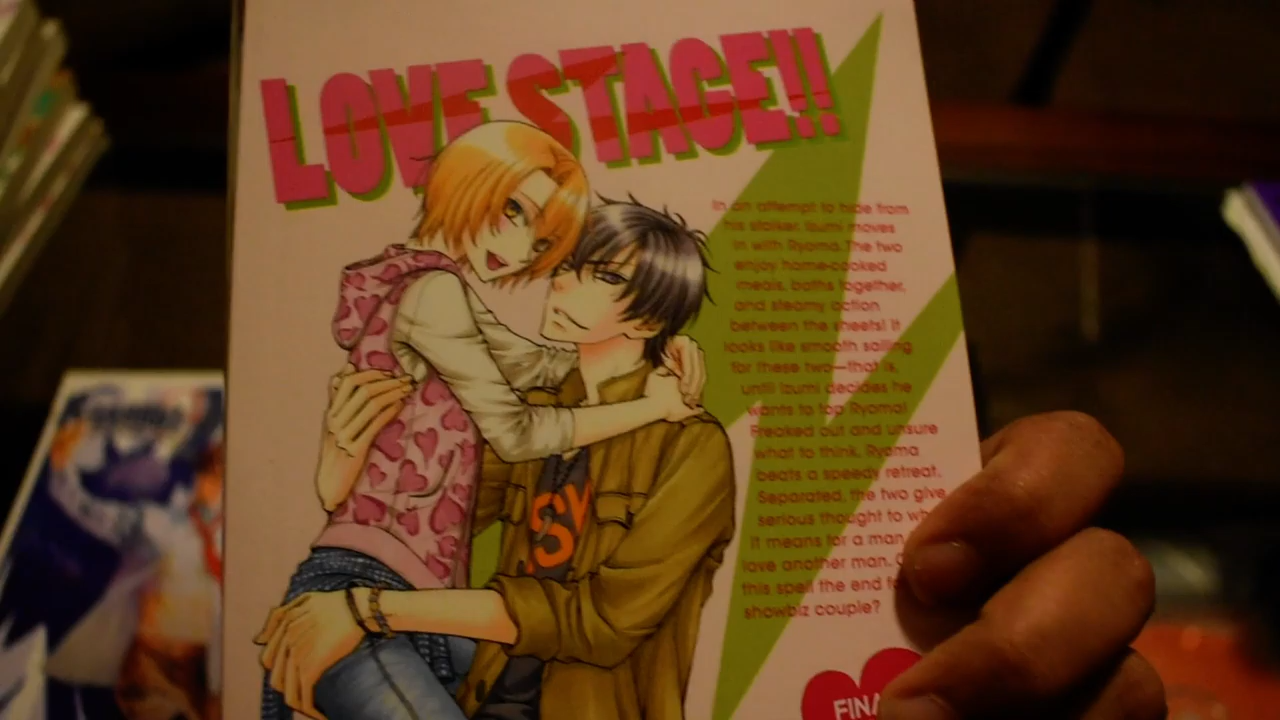 LOVE STAGE!!
In an attempt to hide from
his stalker, Izumi moves
in with Ryoma. The two
enjoy home-cooked
meals, baths together,
and steamy action
between the sheets! It
looks like smooth sailing
for these two—that is,
until Izumi decides he
wants to top Ryoma!
Freaked out and unsure
what to think, Ryoma
beats a speedy retreat.
Separated, the two give
serious thought to wh
it means for a man
love another man.
this spell the end f
showbiz couple?
FINA
SV